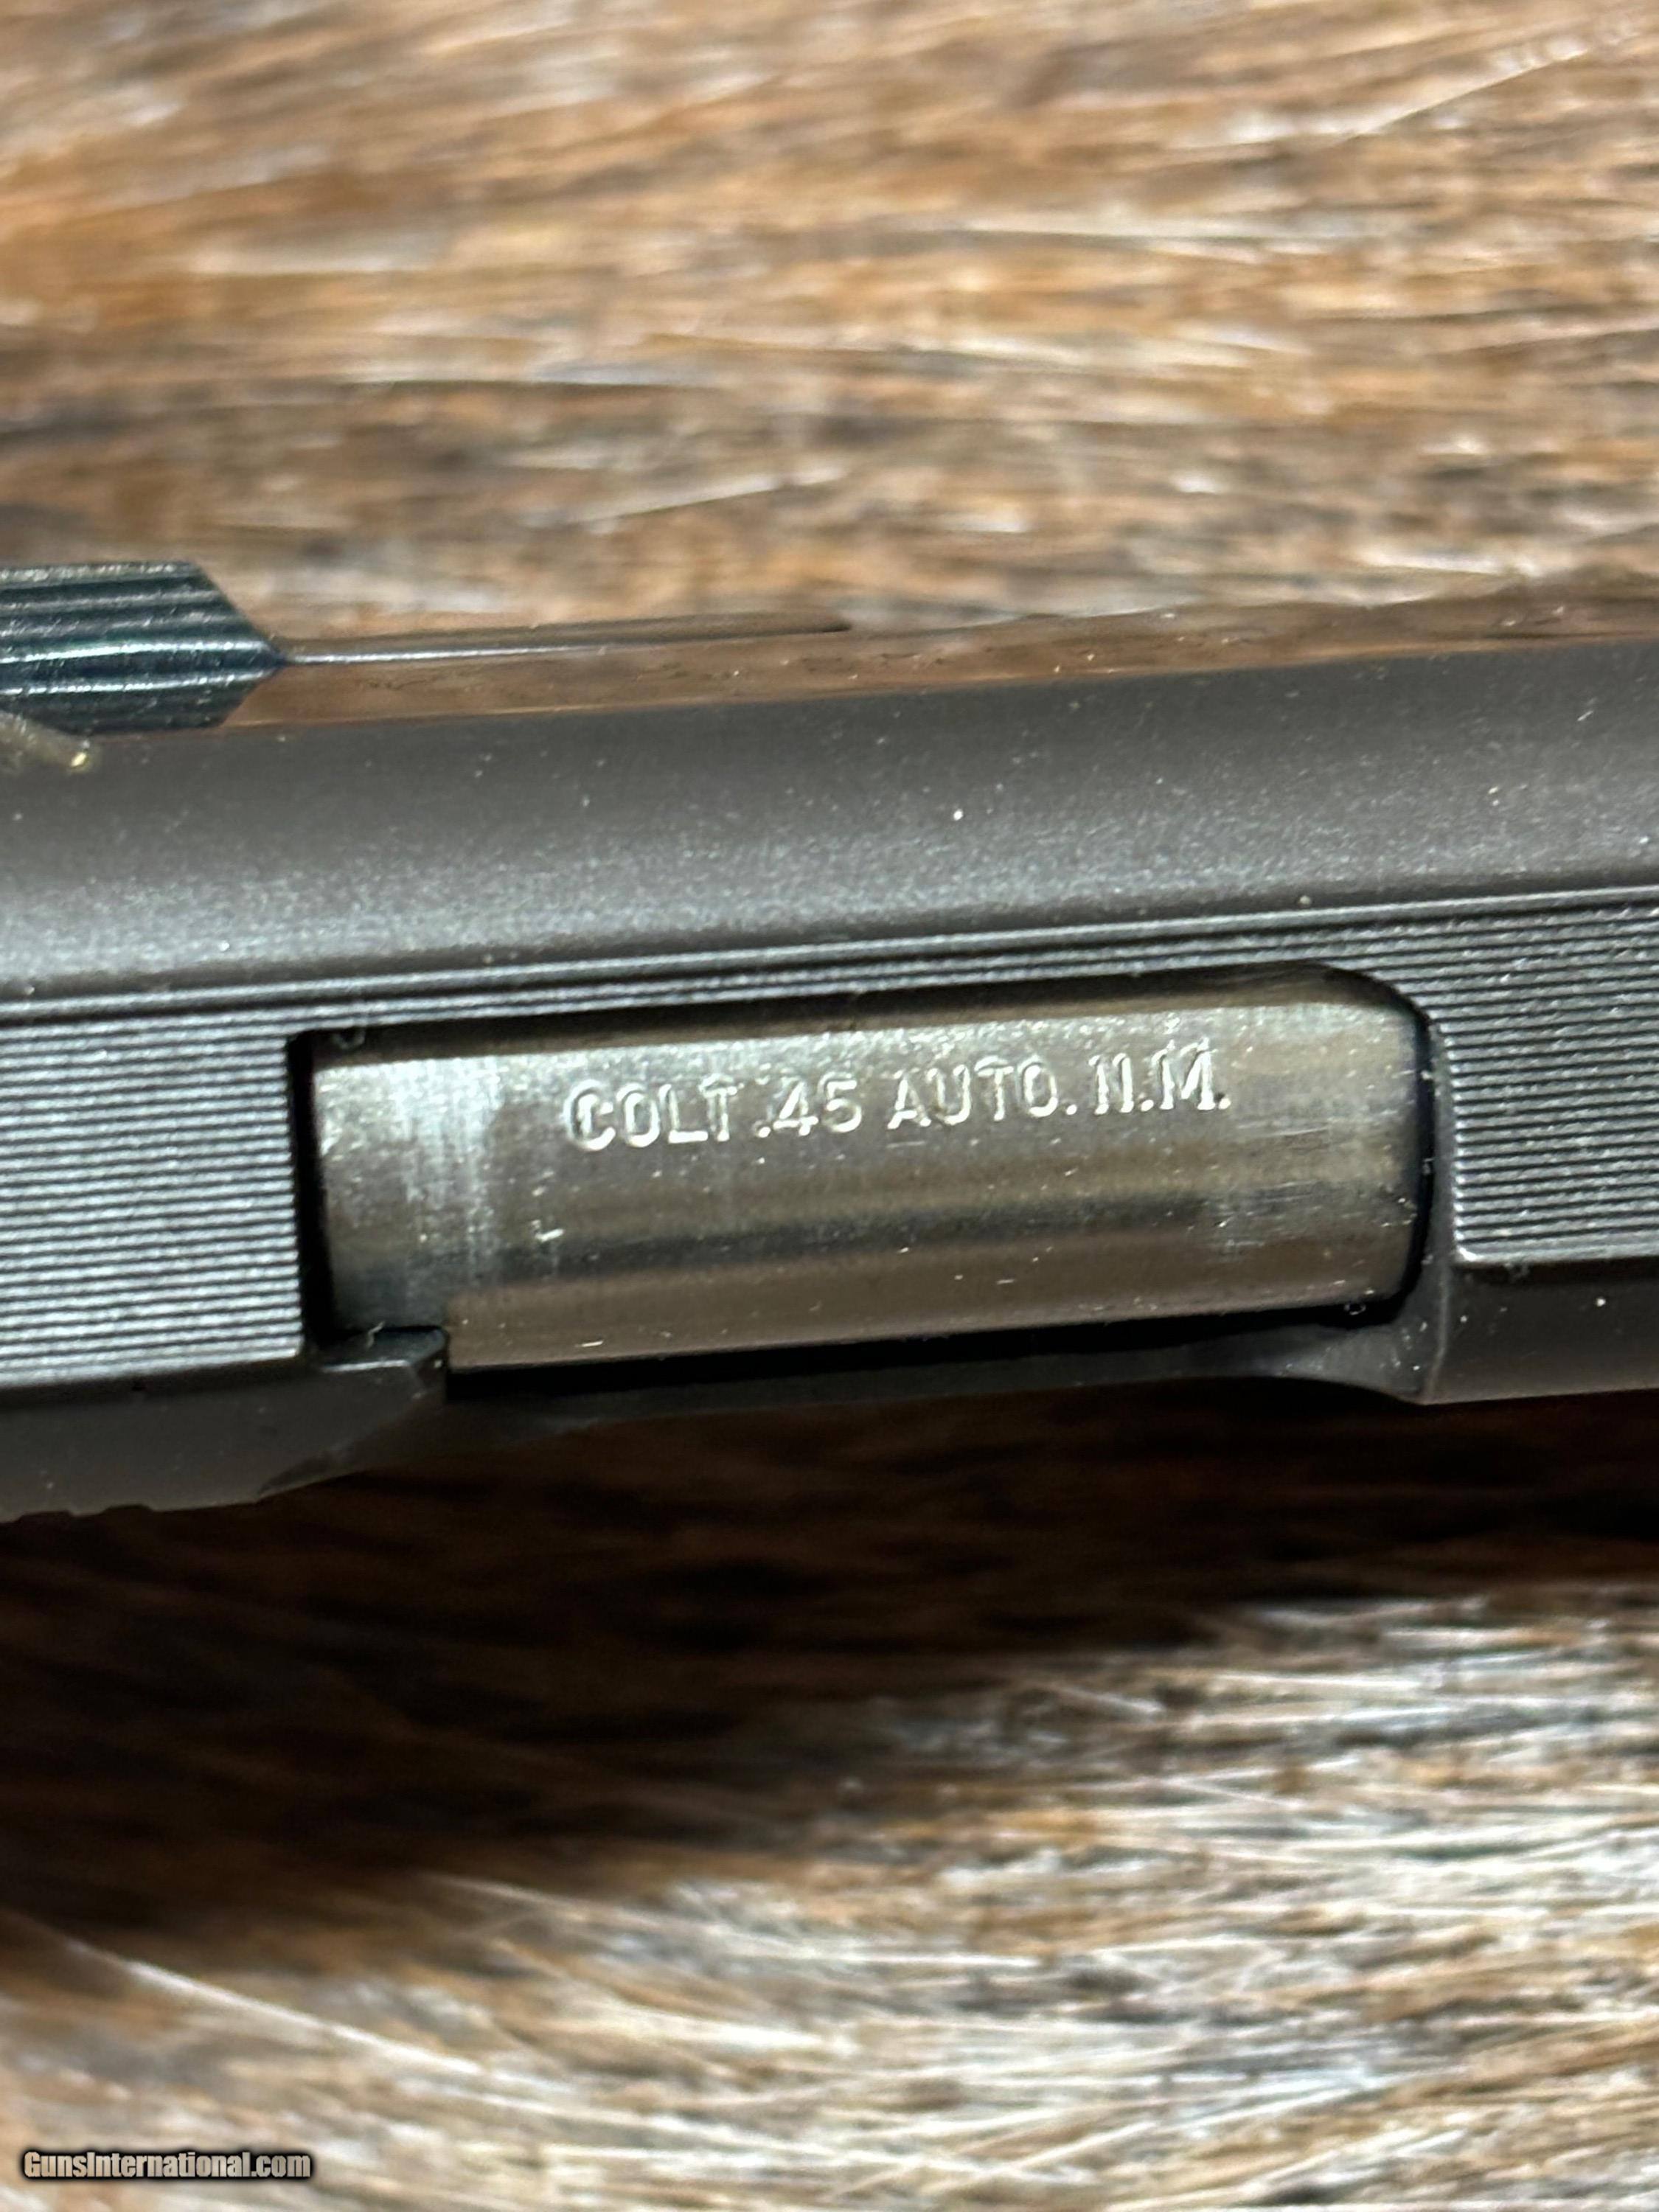 COLT .45 AUTO. N.M.
GunsInternational.com